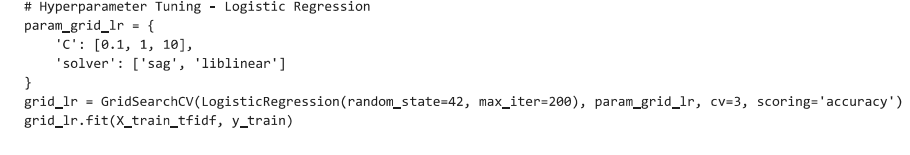 # Hyperparameter Tuning - Logistic Regression
param_grid_lr = {
    'C': [0.1, 1, 10],
    'solver': ['sag', 'liblinear']
}
grid_lr = GridSearchCV(LogisticRegression(random_state=42, max_iter=200), param_grid_lr, cv=3, scoring='accuracy')
grid_lr.fit(X_train_tfidf, y_train)